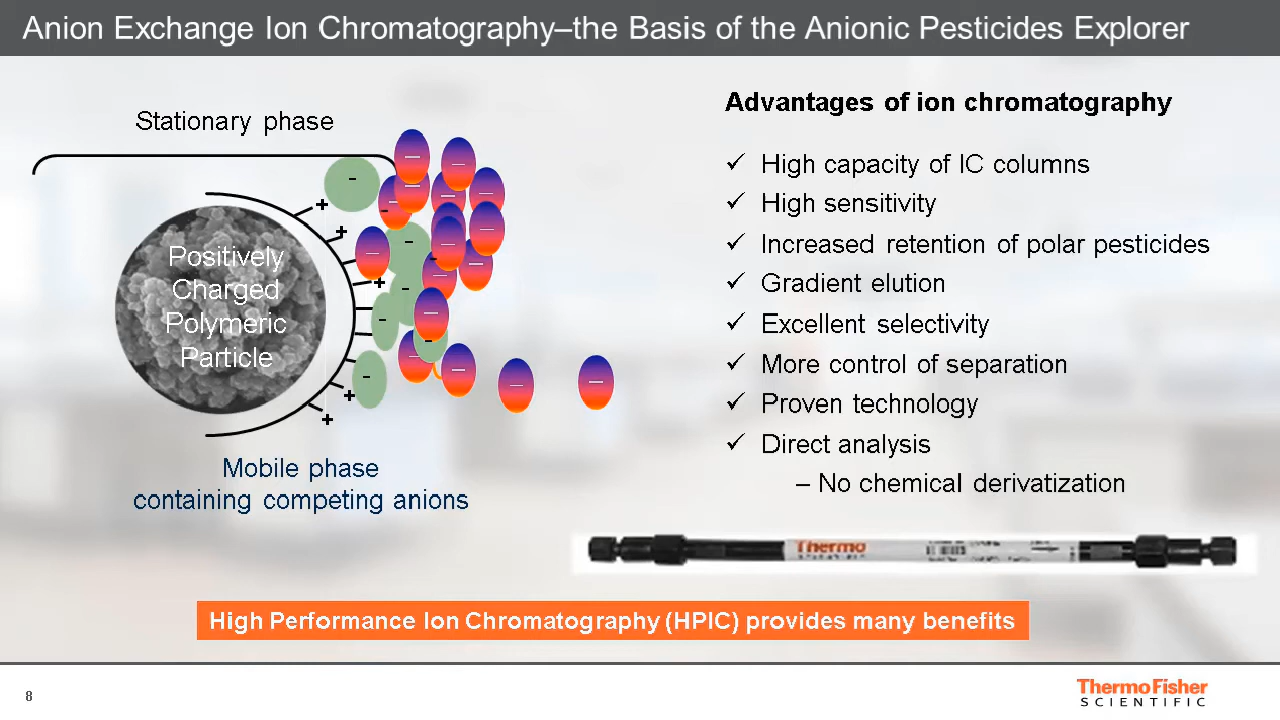 Anion Exchange Ion Chromatography–the Basis of the Anionic Pesticides Explorer
Stationary phase
Positively
Charged
Polymeric
Particle
Mobile phase
containing competing anions
Advantages of ion chromatography
✓ High capacity of IC columns
✓ High sensitivity
✓ Increased retention of polar pesticides
✓ Gradient elution
✓ Excellent selectivity
✓ More control of separation
✓ Proven technology
✓ Direct analysis
– No chemical derivatization
Thermo
SCIENTIFIC
High Performance Ion Chromatography (HPIC) provides many benefits
8
ThermoFisher
SCIENTIFIC